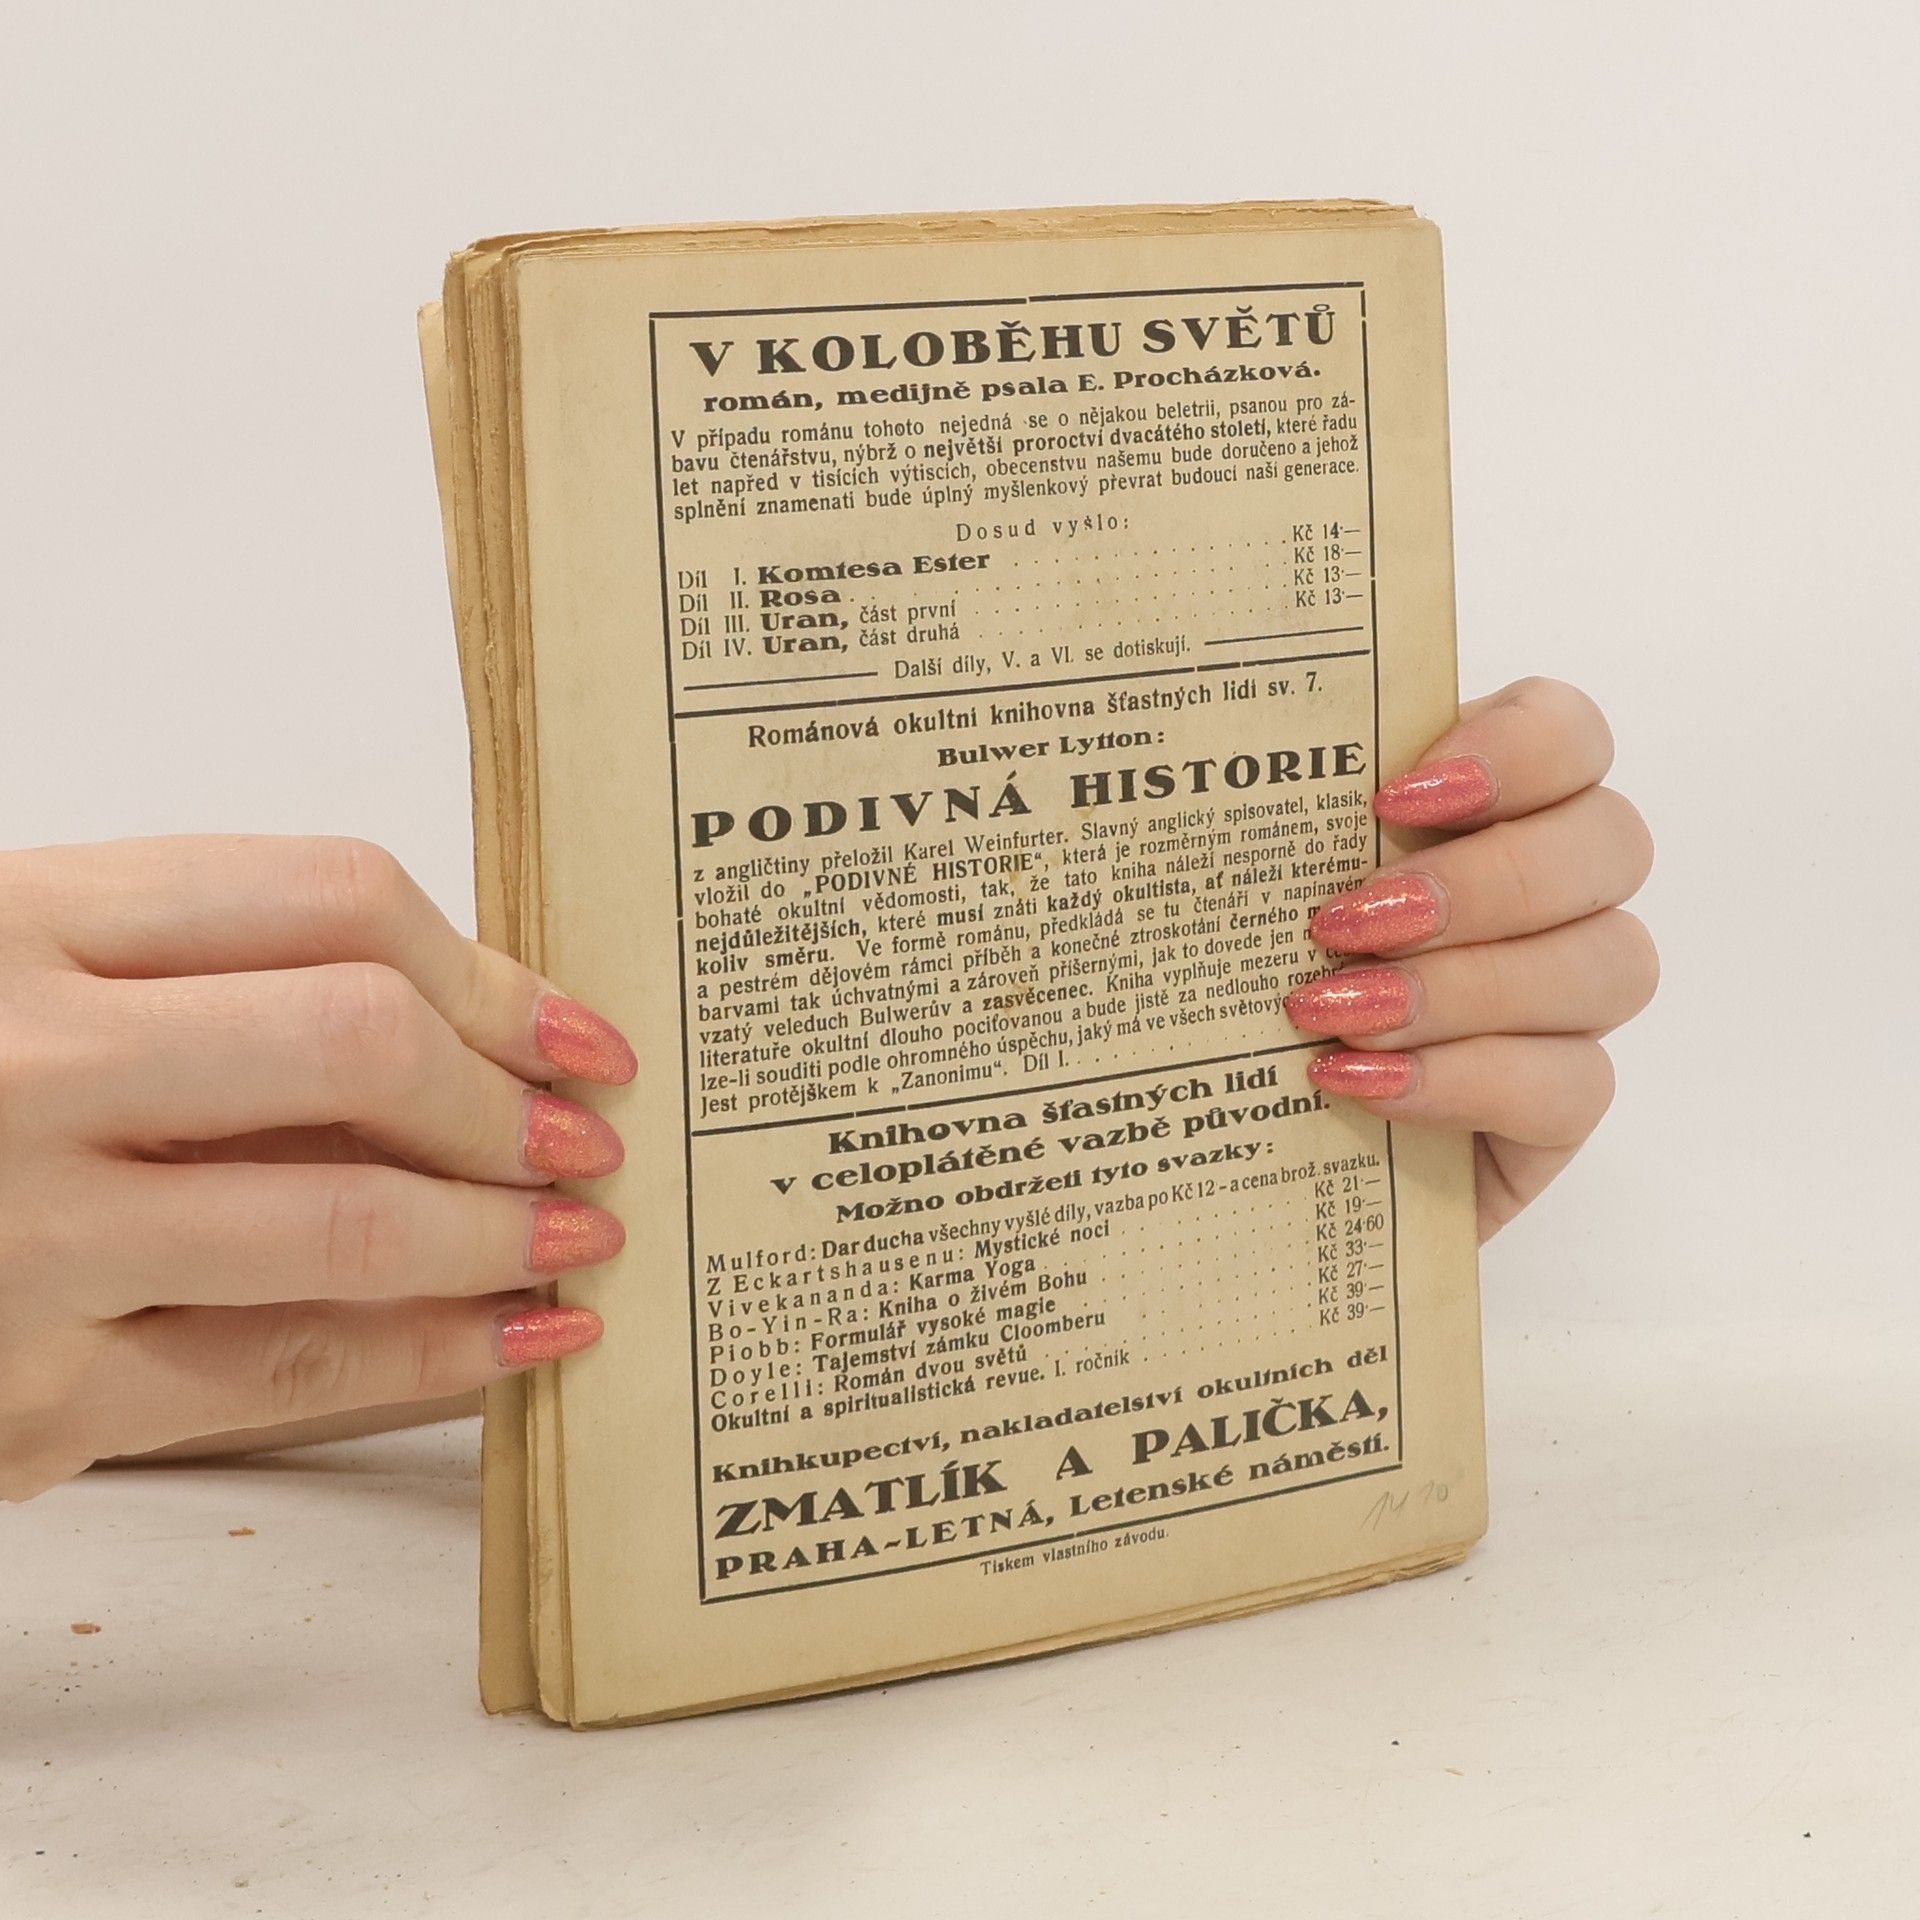 V KOLOBĚHU SVĚTŮ
román, medijně psala E. Procházková.
V případu románu tohoto nejedná se o nějakou beletrii, psanou pro zá-
bavu čtenářstvu, nýbrž o největší proroctví dvacátého století, které řadu
let napřed v tisících výtiscích, obecenstvu našemu bude doručeno a jehož
splnění znamenati bude úplný myšlenkový převrat budoucí naší generace.
Dosud vyšlo:
Díl I. Komtesa Ester . . . . . . . . . . . . Kč 14·—
Díl II. Rosa . . . . . . . . . . . . Kč 18·—
Díl III. Uran, část první . . . . . . . . . . . . Kč 13·—
Díl IV. Uran, část druhá . . . . . . . . . . . . Kč 13·—
Další díly, V. a VI. se dotiskují.
Románová okultní knihovna šťastných lidí sv. 7.
Bulwer Lytton:
PODIVNÁ HISTORIE
z angličtiny přeložil Karel Weinfurter. Slavný anglický spisovatel, klasik,
vložil do „PODIVNÉ HISTORIE“, která je rozměrným románem, svoje
bohaté okultní vědomosti, tak, že tato kniha náleží nesporně do řady
nejdůležitějších, které musí znáti každý okultista, ať náleží kterému-
koliv směru. Ve formě románu, předkládá se tu čtenáři v napínavém
a pestrém dějovém rámci příběh a konečné ztroskotání černého
barvami tak úchvatnými a zároveň příšernými, jak to dovede jen
vzatý veleduch Bulwerův a zasvěcenec. Kniha vyplňuje mezeru v
literatuře okultní dlouho pociťovanou a bude jistě za nedlouho
lze-li souditi podle ohromného úspěchu, jaký má ve všech
Jest protějškem k „Zanonimu“. Díl I. . . . . . . . . .
Knihovna šťastných lidí
v celoplátěné vazbě původní.
Možno obdržeti tyto svazky:
Mulford: Dar ducha všechny vyšlé díly, vazba po Kč 12 - a cena brož. svazku.
Z Eckartshausenu: Mystické noci . . . . . . Kč 21·—
Vivekananda: Karma Yoga . . . . . . Kč 19·—
Bo-Yin-Ra: Kniha o živém Bohu . . . . . . Kč 24·60
Piobb: Formulář vysoké magie . . . . . . Kč 33·—
Doyle: Tajemství zámku Cloomberu . . . . . . Kč 27·—
Corelli: Román dvou světů . . . . . . Kč 39·—
Okultní a spiritualistická revue. I. ročník . . . . . . Kč 39·—
Knihkupectví, nakladatelství okultních děl
ZMATLÍK A PALIČKA,
PRAHA-LETNÁ, Letenské náměstí.
Tiskem vlastního závodu.